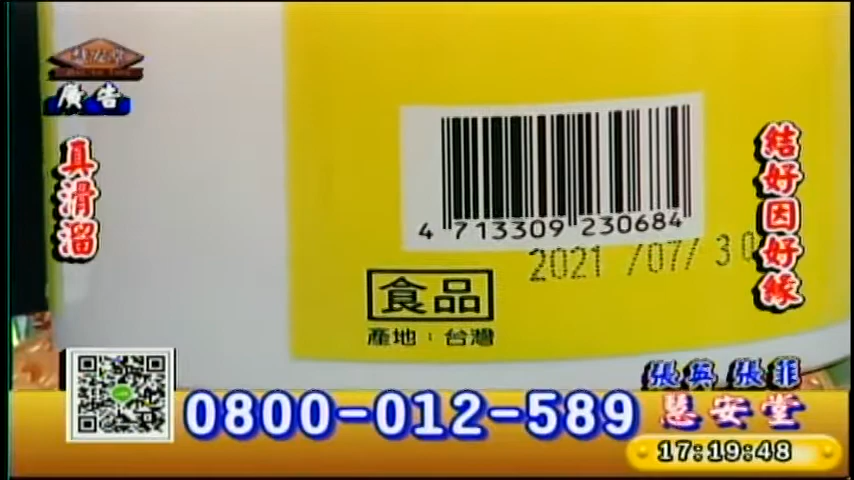 廣告
真滑溜
結好因好緣
4 713309 230684
2021 /07/ 30
食品
產地：台灣
張英 張菲
慧安堂
0800-012-589
17:19:48